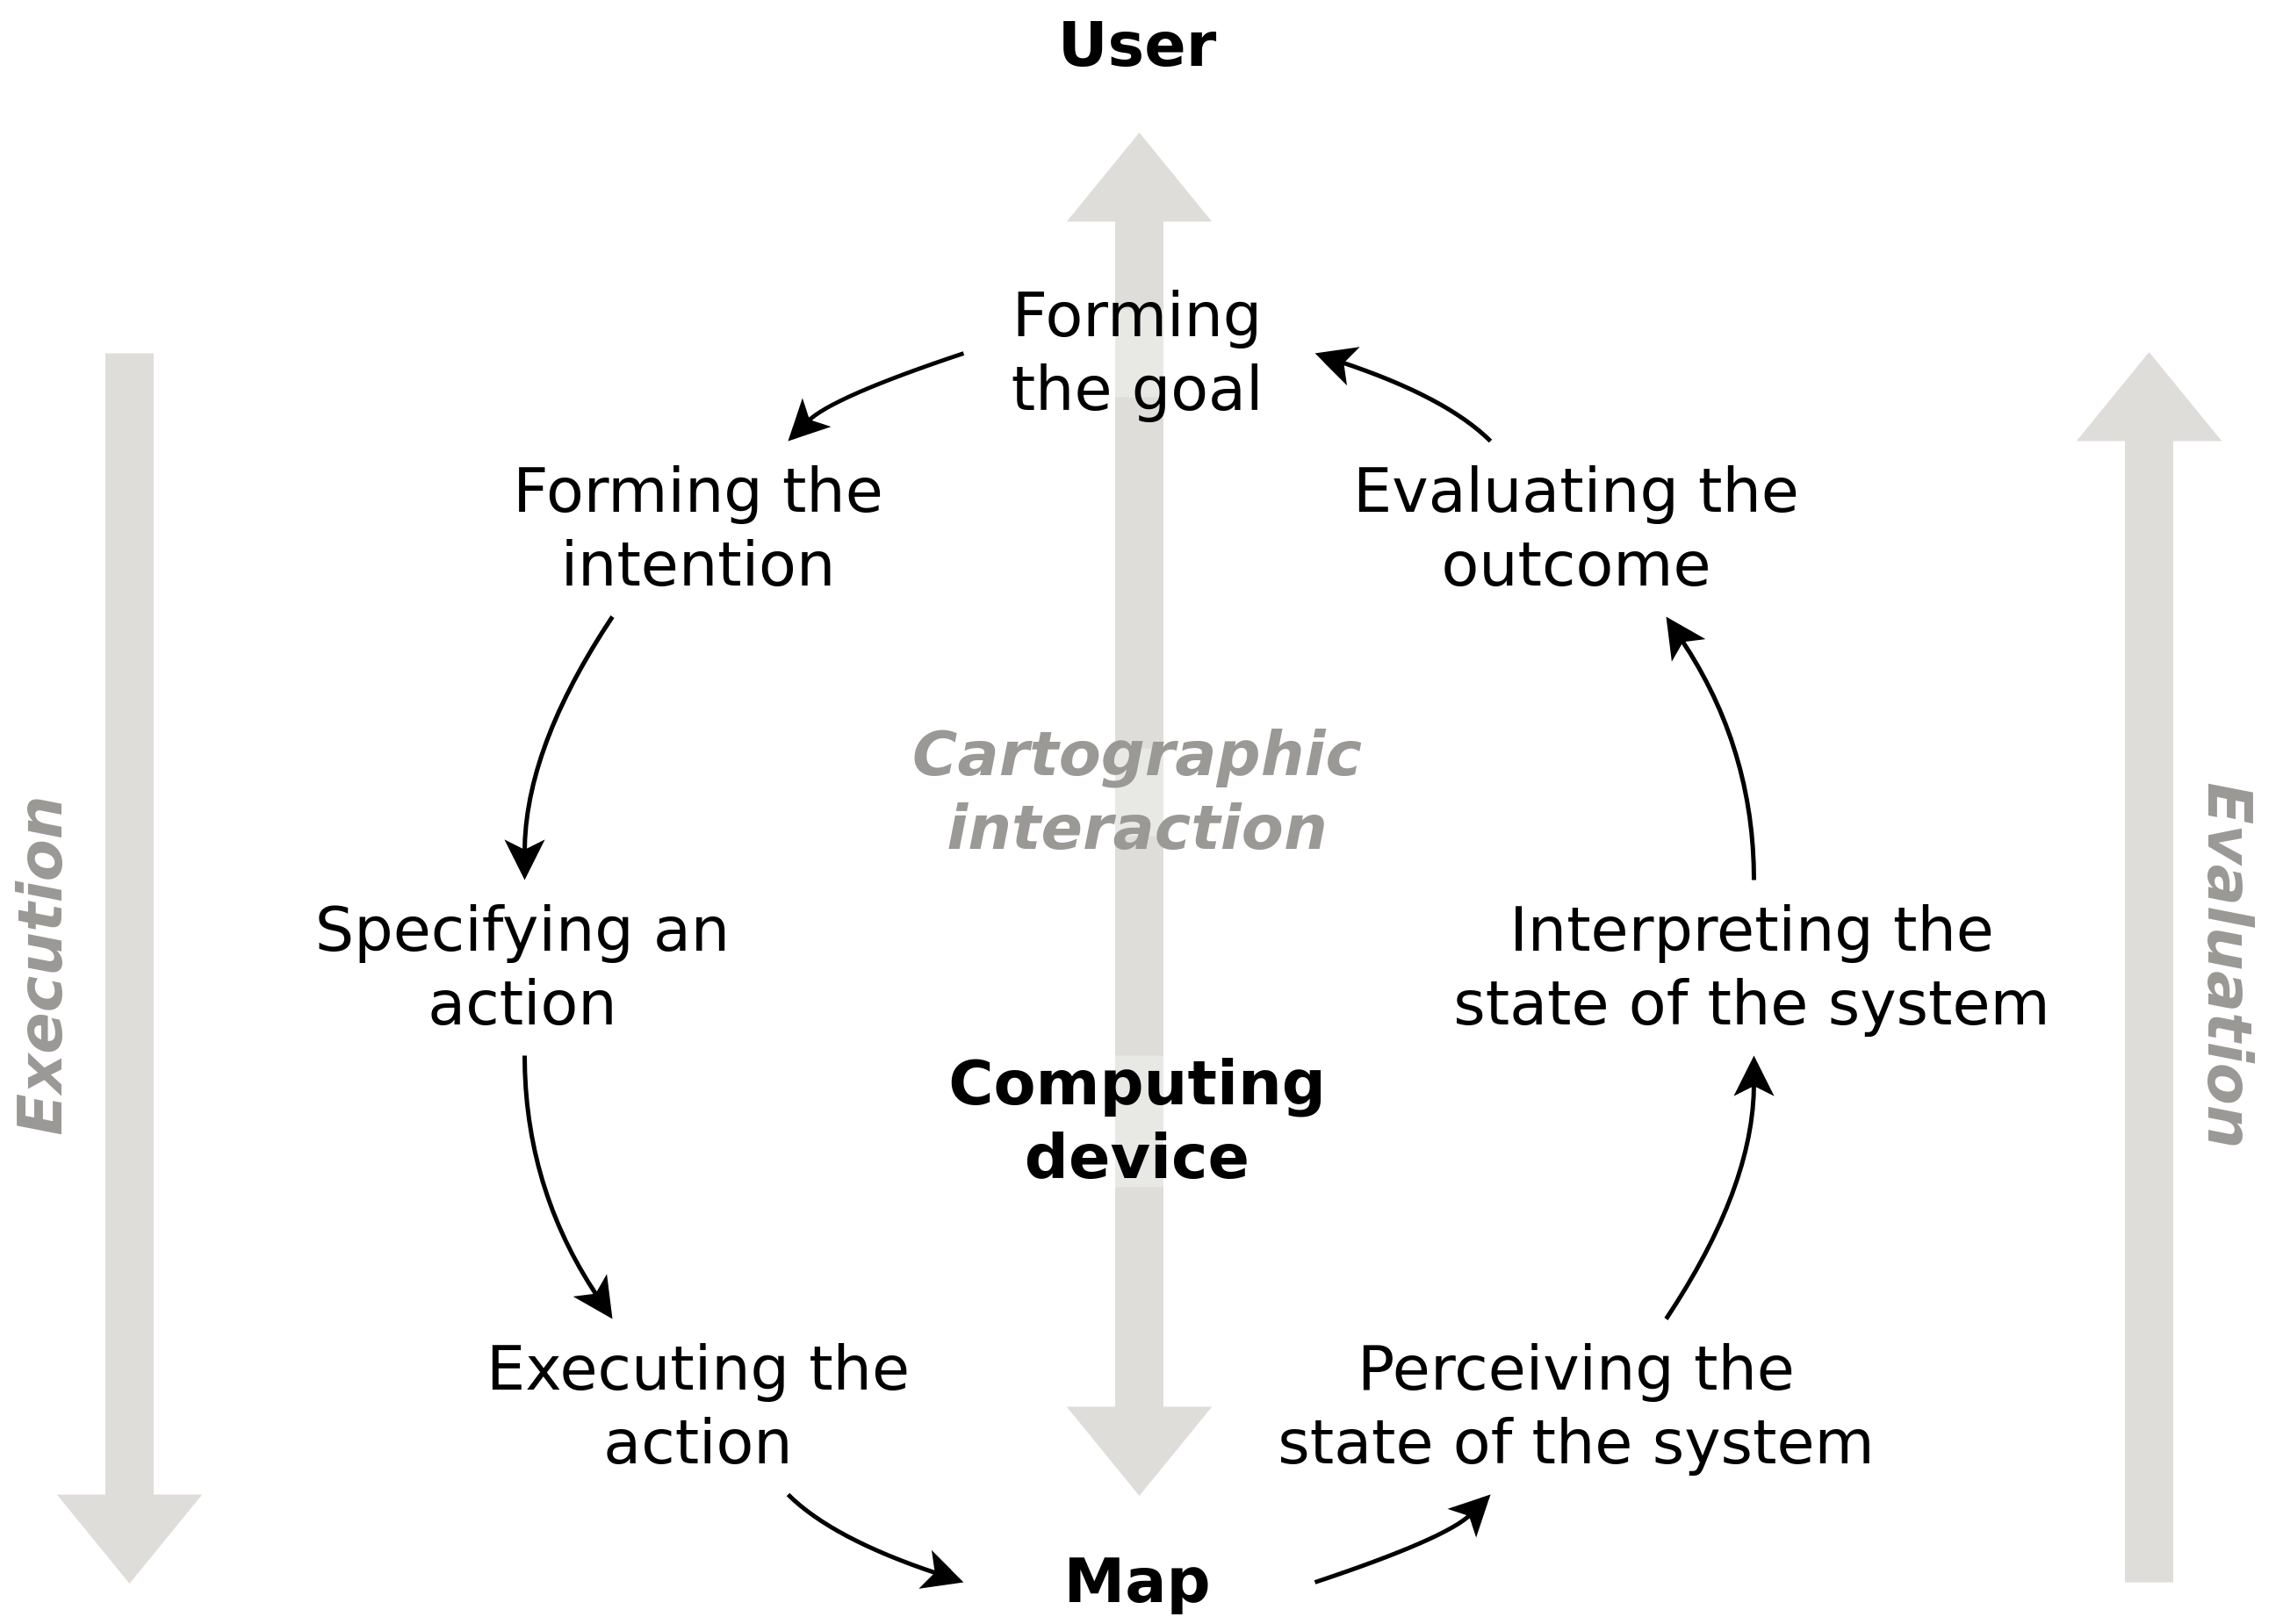 User
Forming
the goal
Forming the
intention
Evaluating the
outcome
Cartographic
interaction
Execution
Evaluation
Specifying an
action
Interpreting the
state of the system
Computing
device
Executing the
action
Perceiving the
state of the system
Map